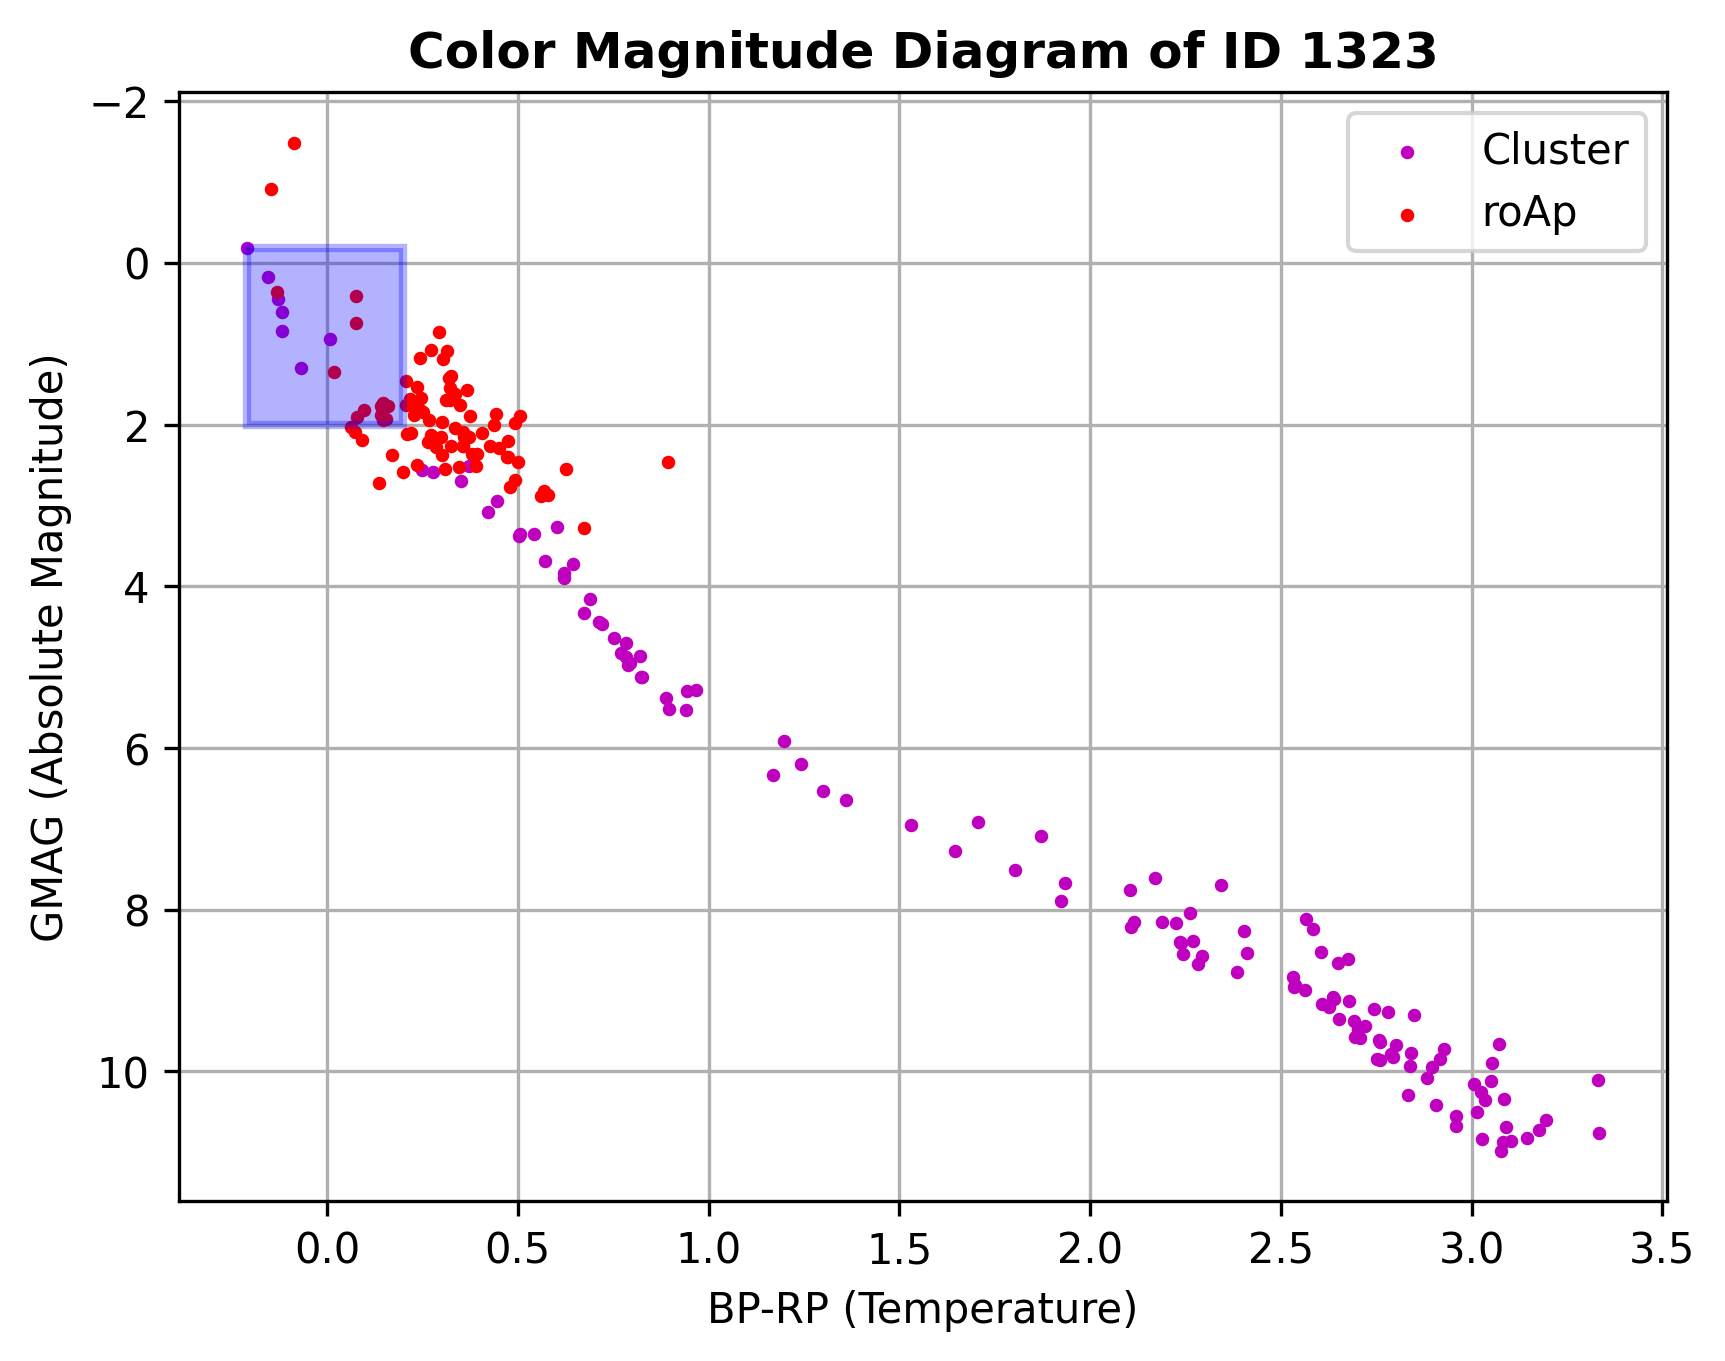 Color Magnitude Diagram of ID 1323
Cluster
roAp
GMAG (Absolute Magnitude)
−2
0
2
4
6
8
10
0.0 0.5 1.0 1.5 2.0 2.5 3.0 3.5
BP-RP (Temperature)